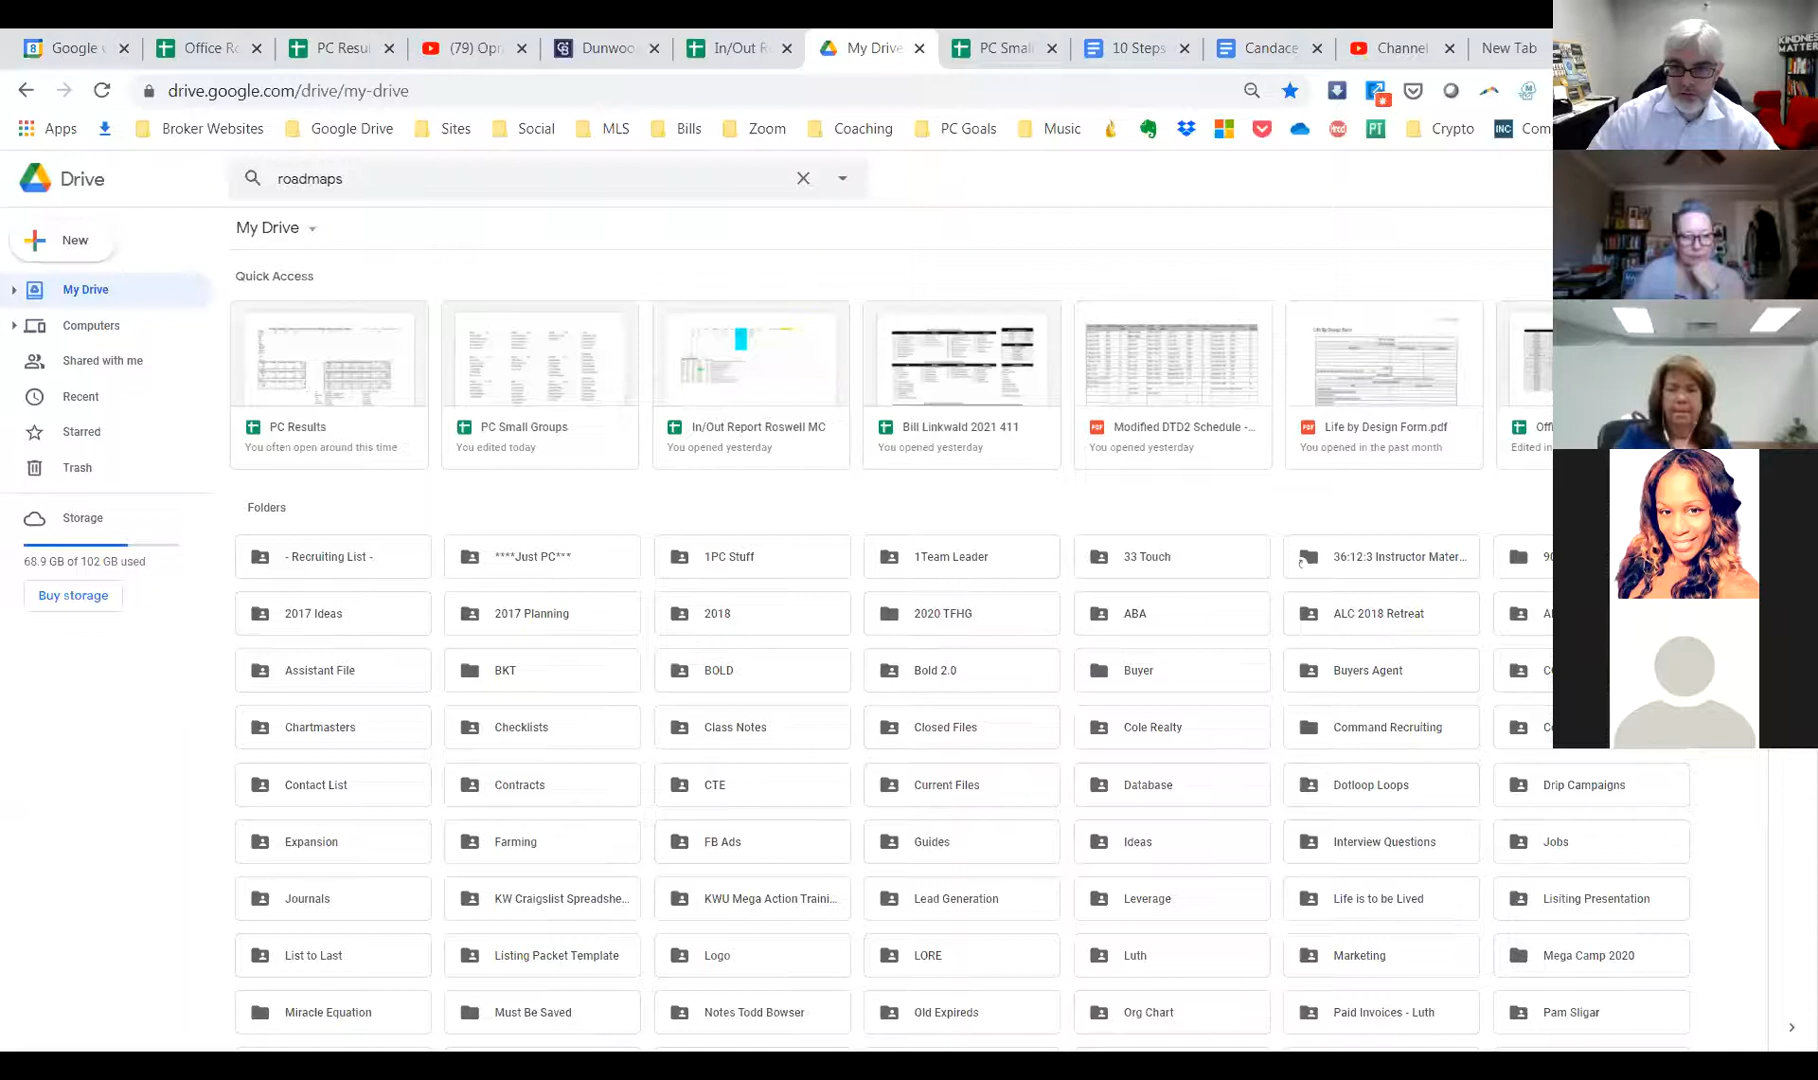 Google
Office Ro
PC Resul
(79) Opra
Dunwoo
In/Out R
My Drive
PC Small
10 Steps
Candace
Channel
New Tab
drive.google.com/drive/my-drive
Apps
Broker Websites
Google Drive
Sites
Social
MLS
Bills
Zoom
Coaching
PC Goals
Music
PT
Crypto
INC
Com
KINDNESS
MATTER
Drive
roadmaps
New
My Drive
My Drive
Computers
Shared with me
Recent
Starred
Trash
Storage
68.9 GB of 102 GB used
Buy storage
Quick Access
PC Results
You often open around this time
PC Small Groups
You edited today
In/Out Report Roswell MC
You opened yesterday
Bill Linkwald 2021 411
You opened yesterday
Modified DTD2 Schedule -...
You opened yesterday
Life by Design Form.pdf
You opened in the past month
Offi
Edited in
Folders
- Recruiting List -
****Just PC***
1PC Stuff
1Team Leader
33 Touch
36:12:3 Instructor Mater...
2017 Ideas
2017 Planning
2018
2020 TFHG
ABA
ALC 2018 Retreat
Assistant File
BKT
BOLD
Bold 2.0
Buyer
Buyers Agent
Chartmasters
Checklists
Class Notes
Closed Files
Cole Realty
Command Recruiting
Contact List
Contracts
CTE
Current Files
Database
Dotloop Loops
Drip Campaigns
Expansion
Farming
FB Ads
Guides
Ideas
Interview Questions
Jobs
Journals
KW Craigslist Spreadshe...
KWU Mega Action Traini...
Lead Generation
Leverage
Life is to be Lived
Lisiting Presentation
List to Last
Listing Packet Template
Logo
LORE
Luth
Marketing
Mega Camp 2020
Miracle Equation
Must Be Saved
Notes Todd Bowser
Old Expireds
Org Chart
Paid Invoices - Luth
Pam Sligar